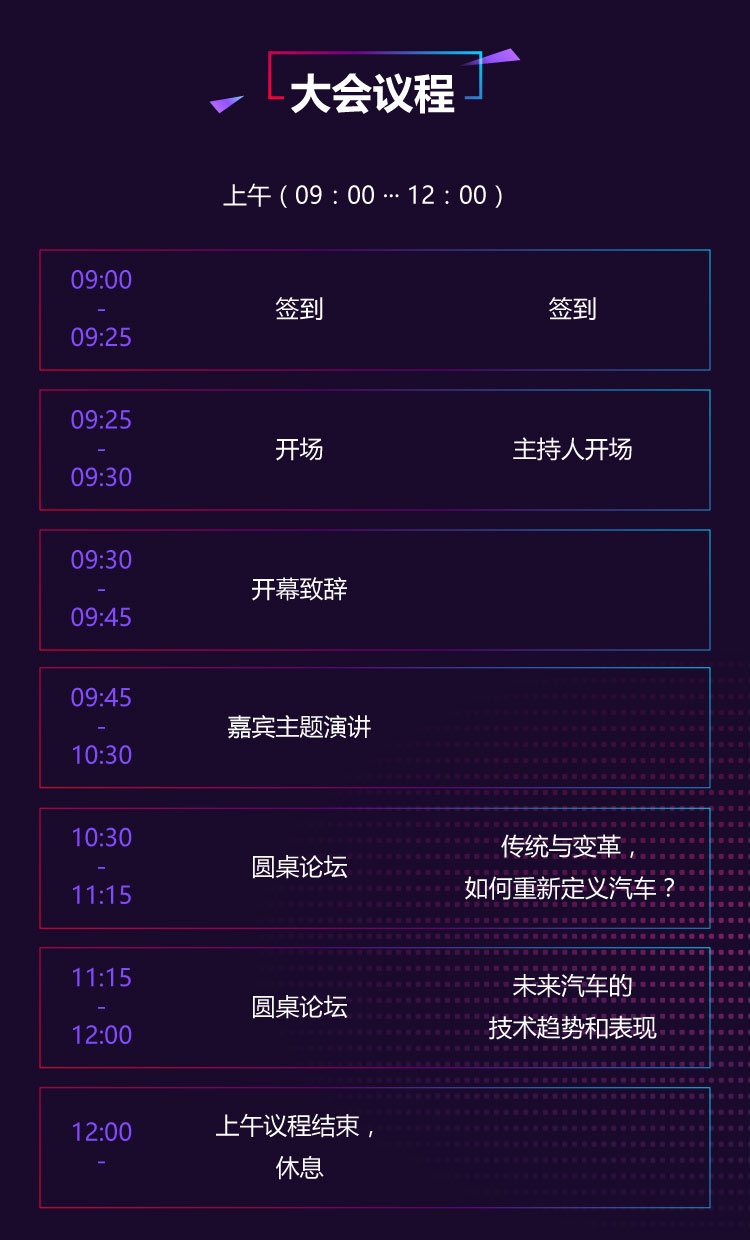 大会议程
上午（09：00 ··· 12：00）
09:00
-
09:25
签到
签到
09:25
-
09:30
开场
主持人开场
09:30
-
09:45
开幕致辞
09:45
-
10:30
嘉宾主题演讲
10:30
-
11:15
圆桌论坛
传统与变革，
如何重新定义汽车？
11:15
-
12:00
圆桌论坛
未来汽车的
技术趋势和表现
12:00
-
上午议程结束，
休息